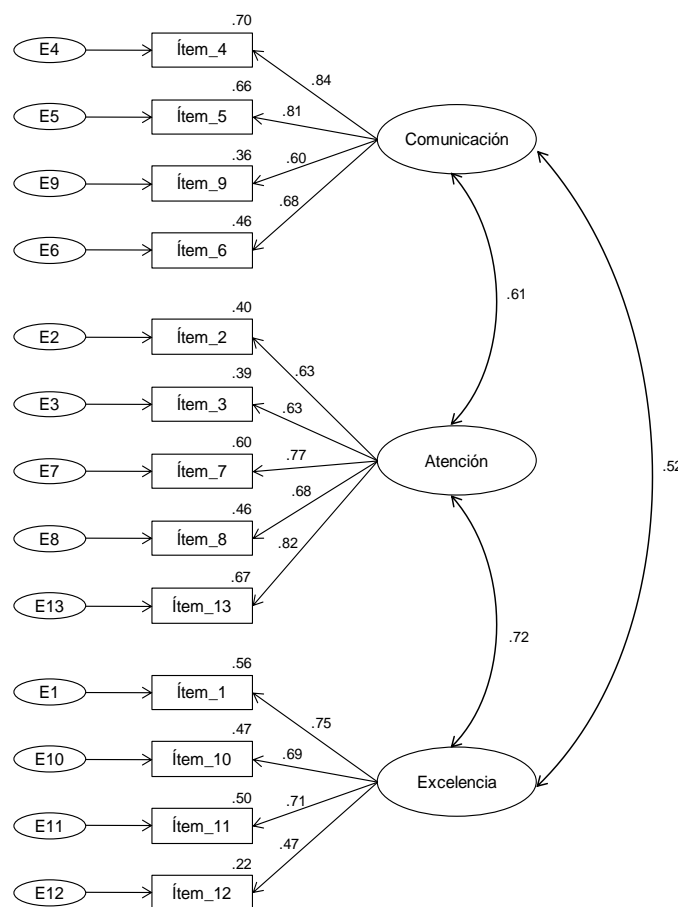 .70
E4 Ítem_4
.84
.66
E5 Ítem_5
.81
Comunicación
.36
E9 Ítem_9
.60
.46
E6 Ítem_6
.68
.61
.40
E2 Ítem_2
.63
.39
E3 Ítem_3
.63
.60
E7 Ítem_7
.77
Atención
.52
.46
E8 Ítem_8
.68
.67
E13 Ítem_13
.82
.72
.56
E1 Ítem_1
.75
.47
E10 Ítem_10
.69
Excelencia
.50
E11 Ítem_11
.71
.22
E12 Ítem_12
.47